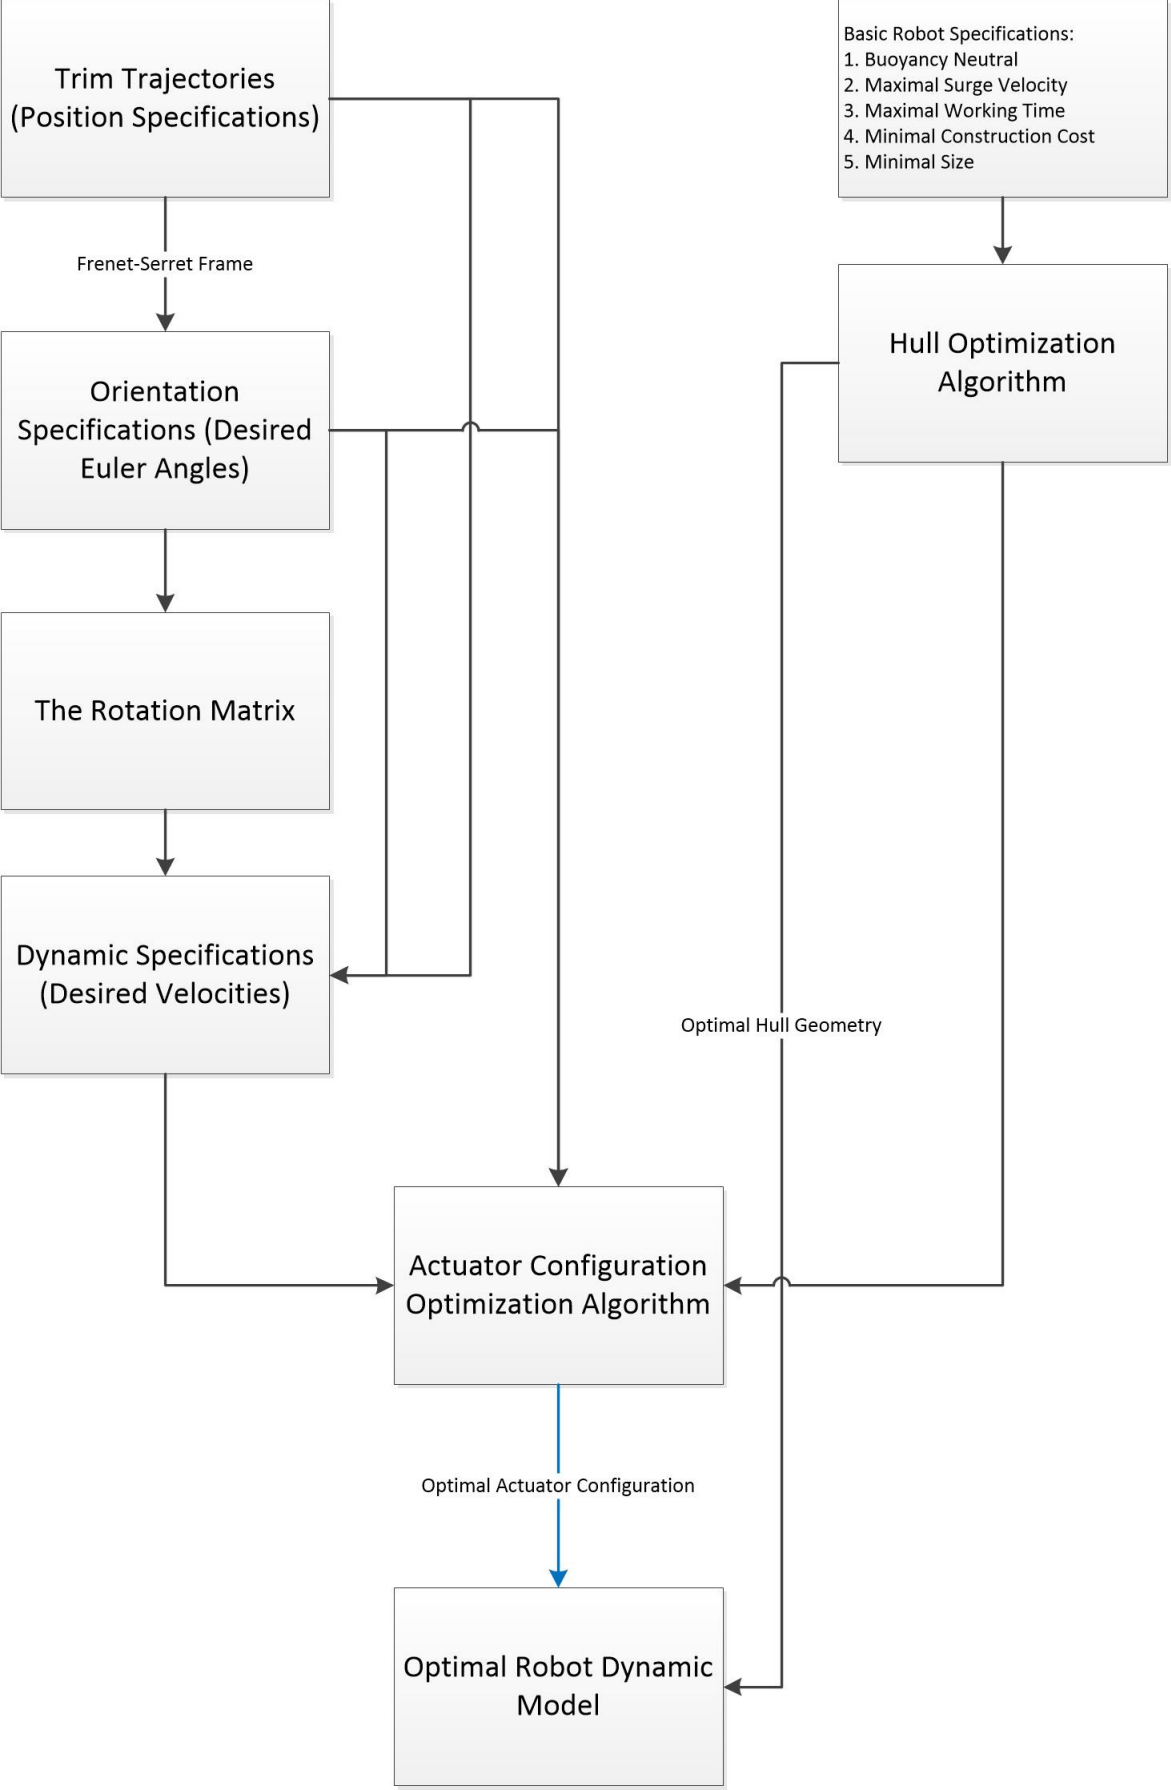 Trim Trajectories
(Position Specifications)
Basic Robot Specifications:
1. Buoyancy Neutral
2. Maximal Surge Velocity
3. Maximal Working Time
4. Minimal Construction Cost
5. Minimal Size
Frenet-Serret Frame
Hull Optimization
Algorithm
Orientation
Specifications (Desired
Euler Angles)
The Rotation Matrix
Dynamic Specifications
(Desired Velocities)
Optimal Hull Geometry
Actuator Configuration
Optimization Algorithm
Optimal Actuator Configuration
Optimal Robot Dynamic
Model